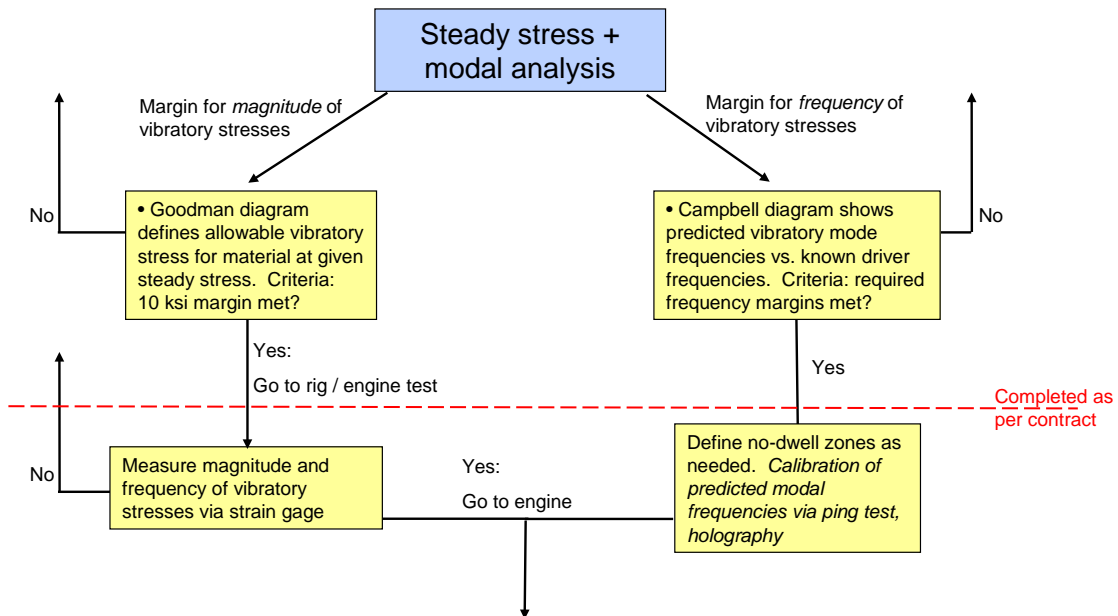 Steady stress +
modal analysis
Margin for magnitude of
vibratory stresses
Margin for frequency of
vibratory stresses
No
• Goodman diagram
defines allowable vibratory
stress for material at given
steady stress. Criteria:
10 ksi margin met?
• Campbell diagram shows
predicted vibratory mode
frequencies vs. known driver
frequencies. Criteria: required
frequency margins met?
No
Yes:
Go to rig / engine test
Yes
Completed as
per contract
No
Measure magnitude and
frequency of vibratory
stresses via strain gage
Yes:
Go to engine
Define no-dwell zones as
needed. Calibration of
predicted modal
frequencies via ping test,
holography